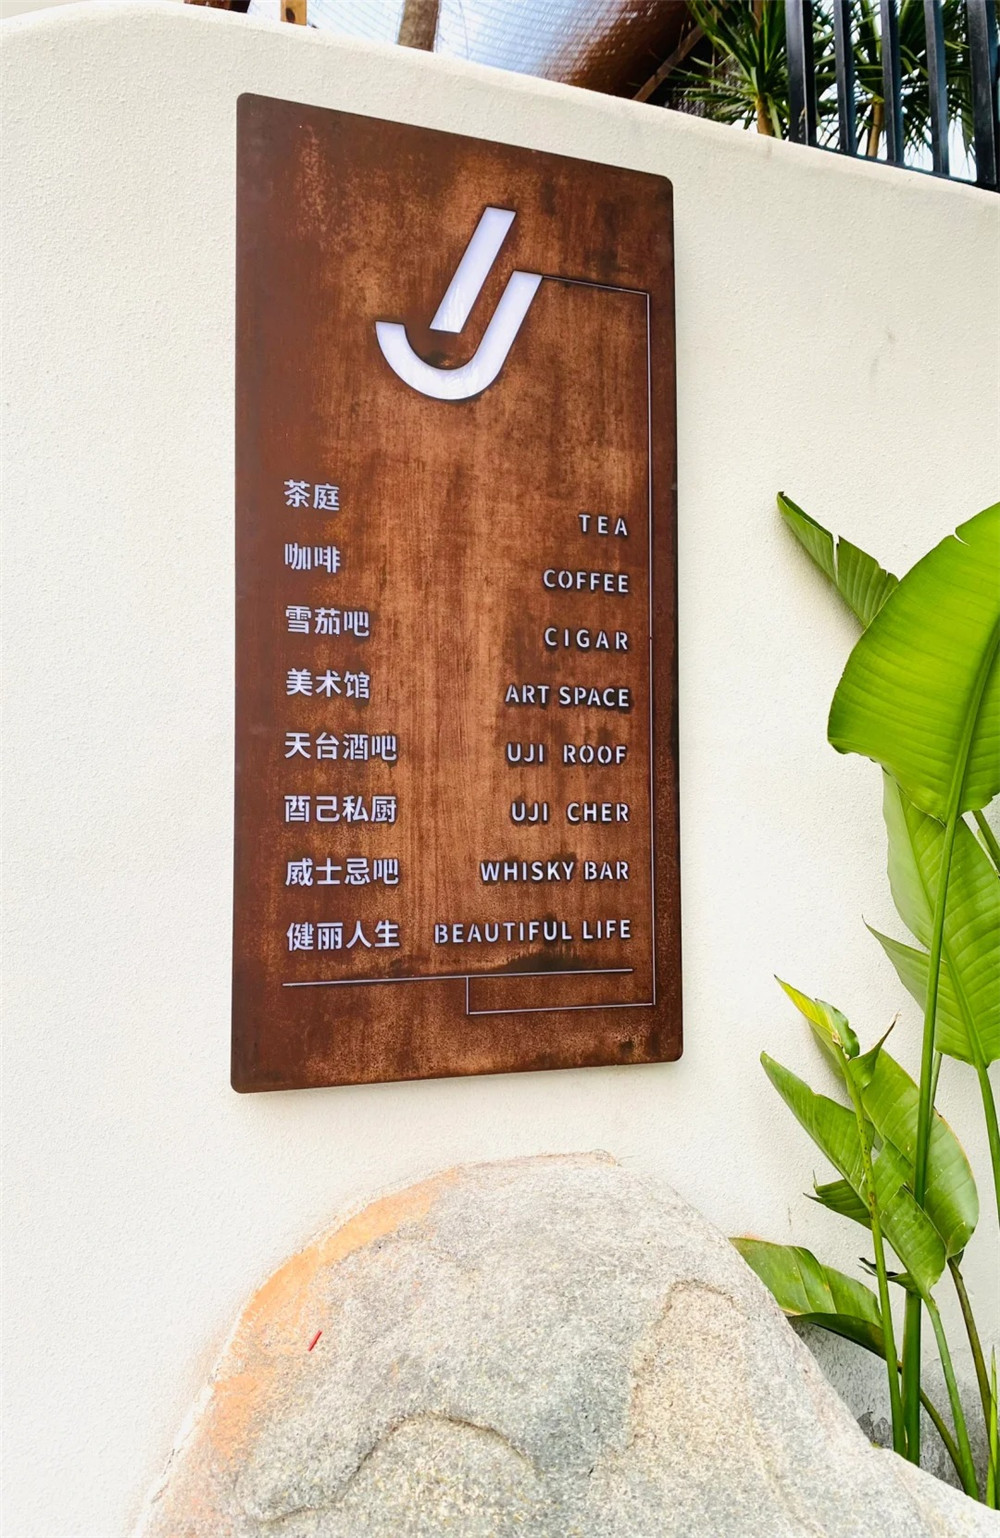 茶庭 TEA
咖啡 COFFEE
雪茄吧 CIGAR
美术馆 ART SPACE
天台酒吧 UJI ROOF
酉己私厨 UJI CHER
威士忌吧 WHISKY BAR
健丽人生 BEAUTIFUL LIFE